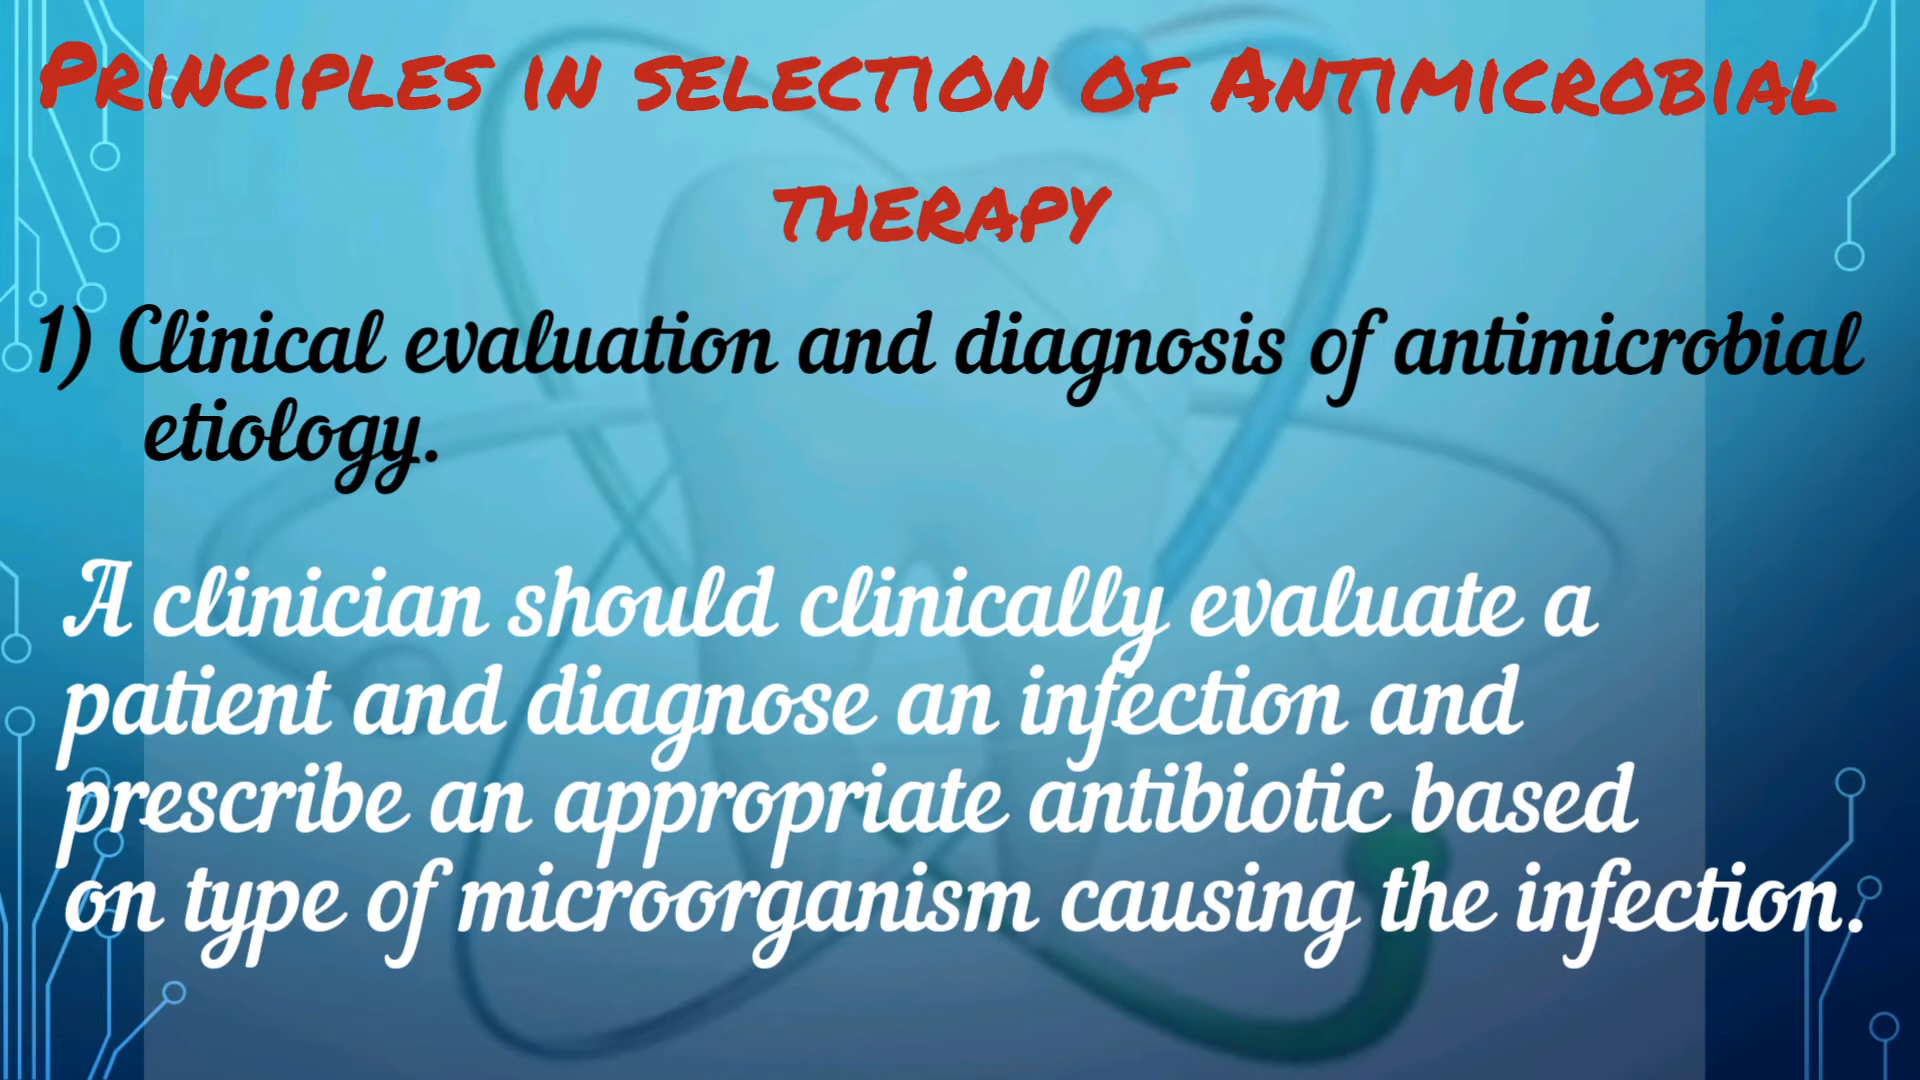 Principles in selection of Antimicrobial
therapy
1) Clinical evaluation and diagnosis of antimicrobial
etiology.
A clinician should clinically evaluate a
patient and diagnose an infection and
prescribe an appropriate antibiotic based
on type of microorganism causing the infection.